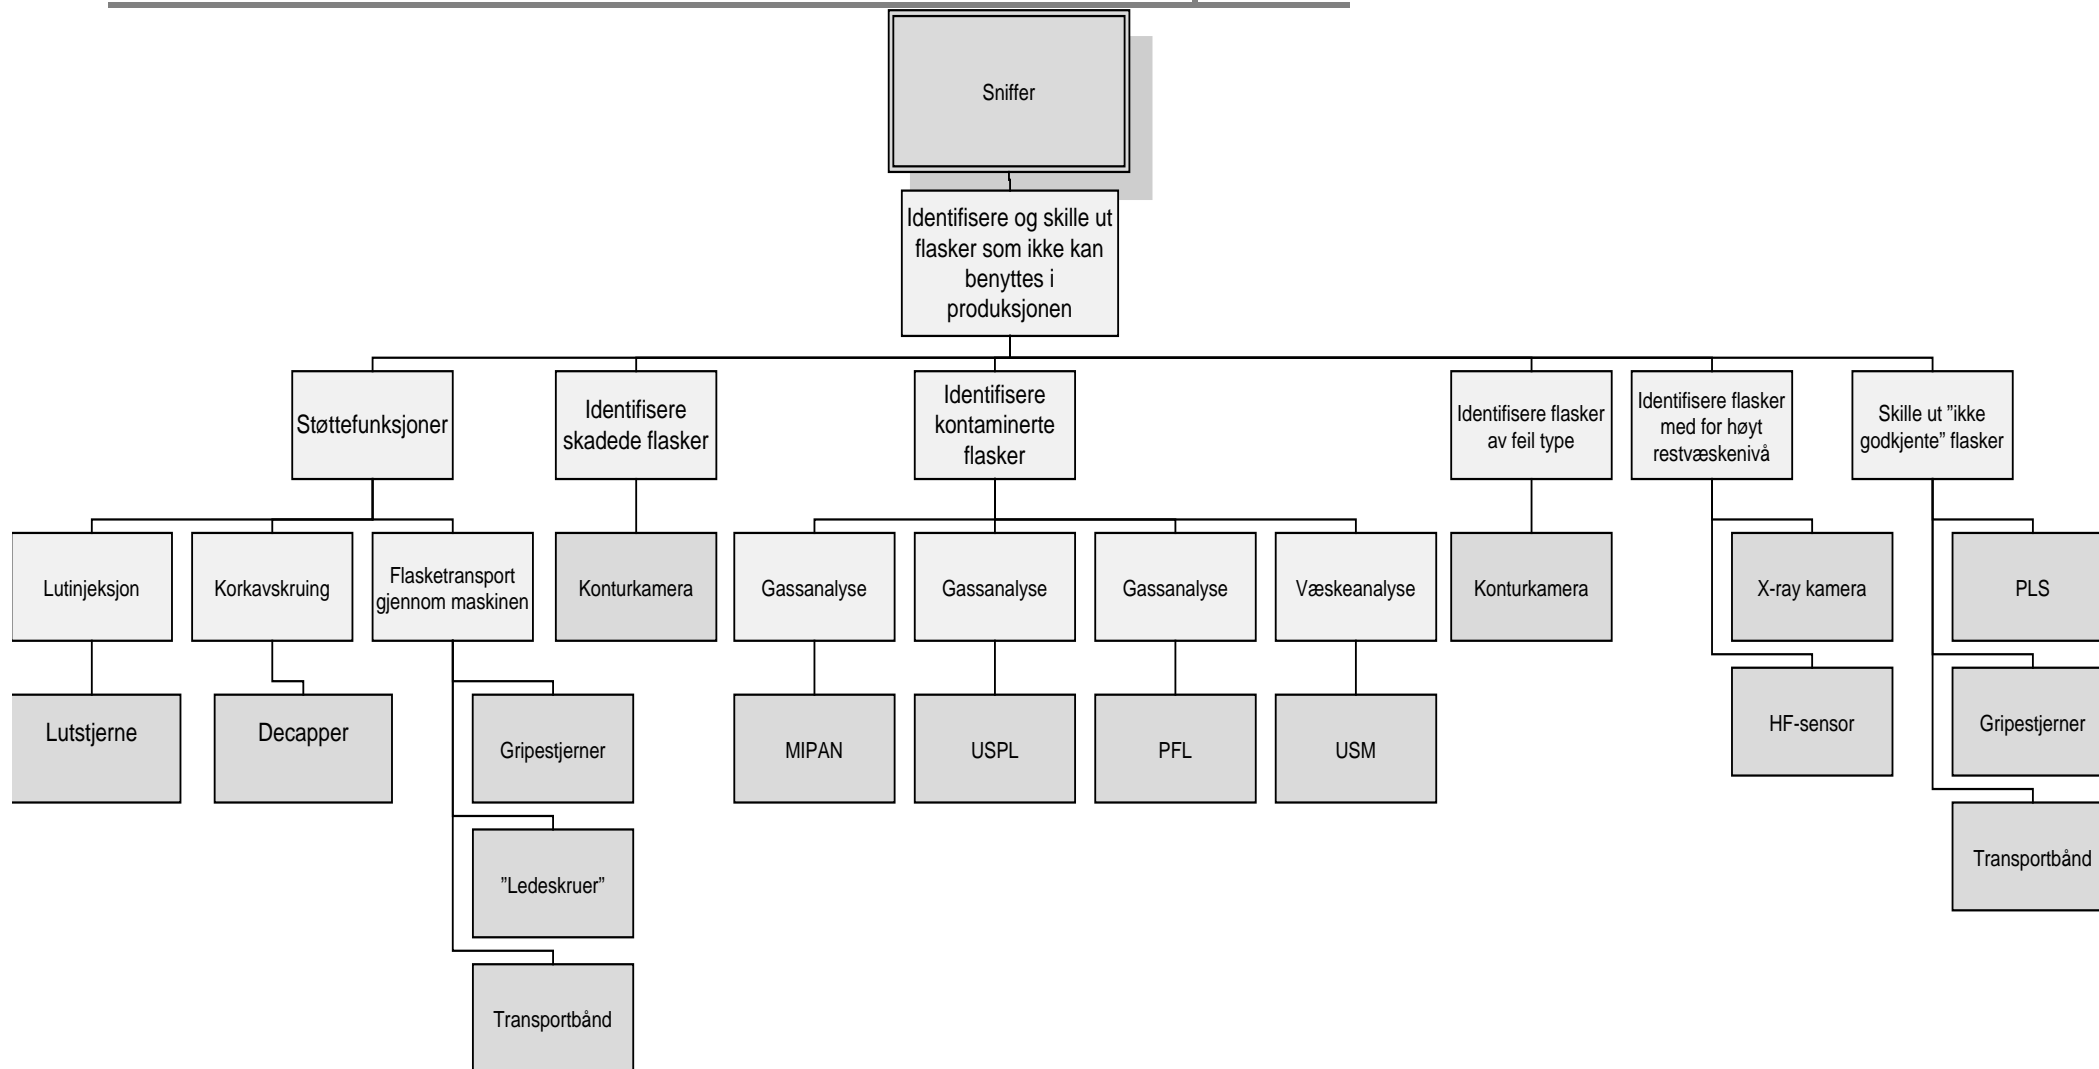 Sniffer
Identifisere og skille ut
flasker som ikke kan
benyttes i
produksjonen
Støttefunksjoner
Identifisere
skadede flasker
Identifisere
kontaminerte
flasker
Identifisere flasker
av feil type
Identifisere flasker
med for høyt
restvæskenivå
Skille ut ”ikke
godkjente” flasker
Lutinjeksjon
Korkavskruing
Flasketransport
gjennom maskinen
Konturkamera
Gassanalyse
Gassanalyse
Gassanalyse
Væskeanalyse
Konturkamera
X-ray kamera
PLS
Lutstjerne
Decapper
Gripestjerner
MIPAN
USPL
PFL
USM
HF-sensor
Gripestjerner
”Ledeskruer”
Transportbånd
Transportbånd